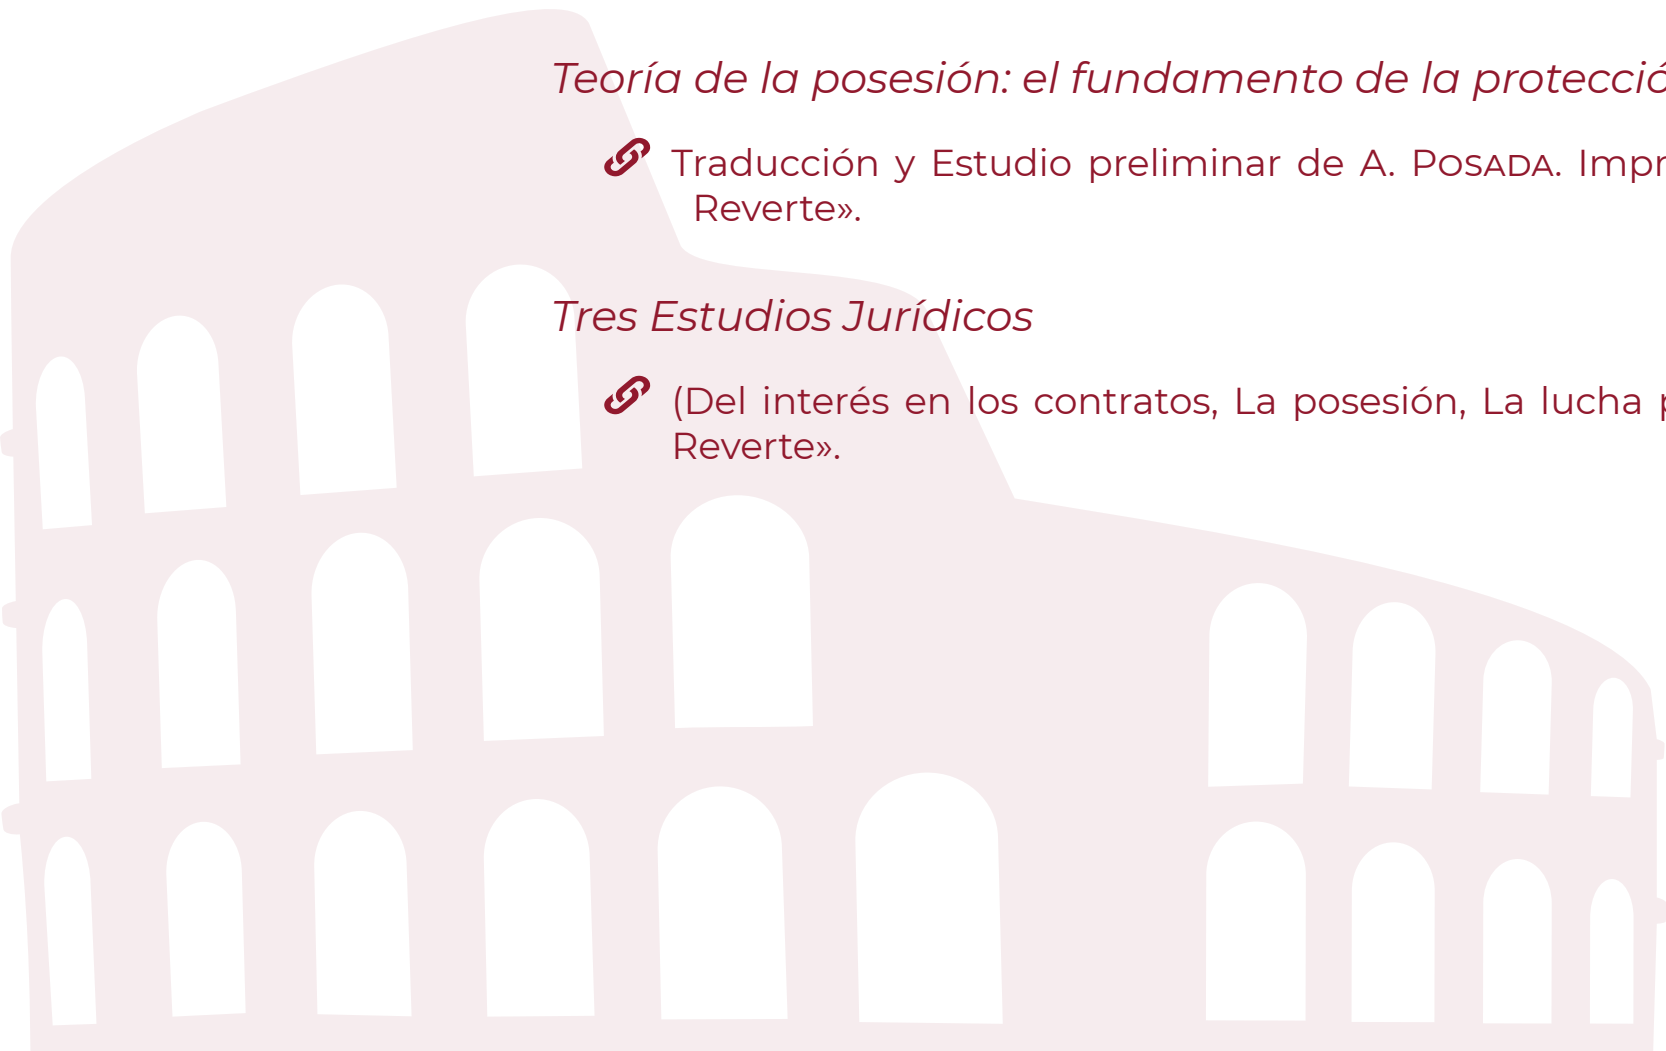 Teoría de la posesión: el fundamento de la protecció
Traducción y Estudio preliminar de A. POSADA. Impr
Reverte».
Tres Estudios Jurídicos
(Del interés en los contratos, La posesión, La lucha p
Reverte».